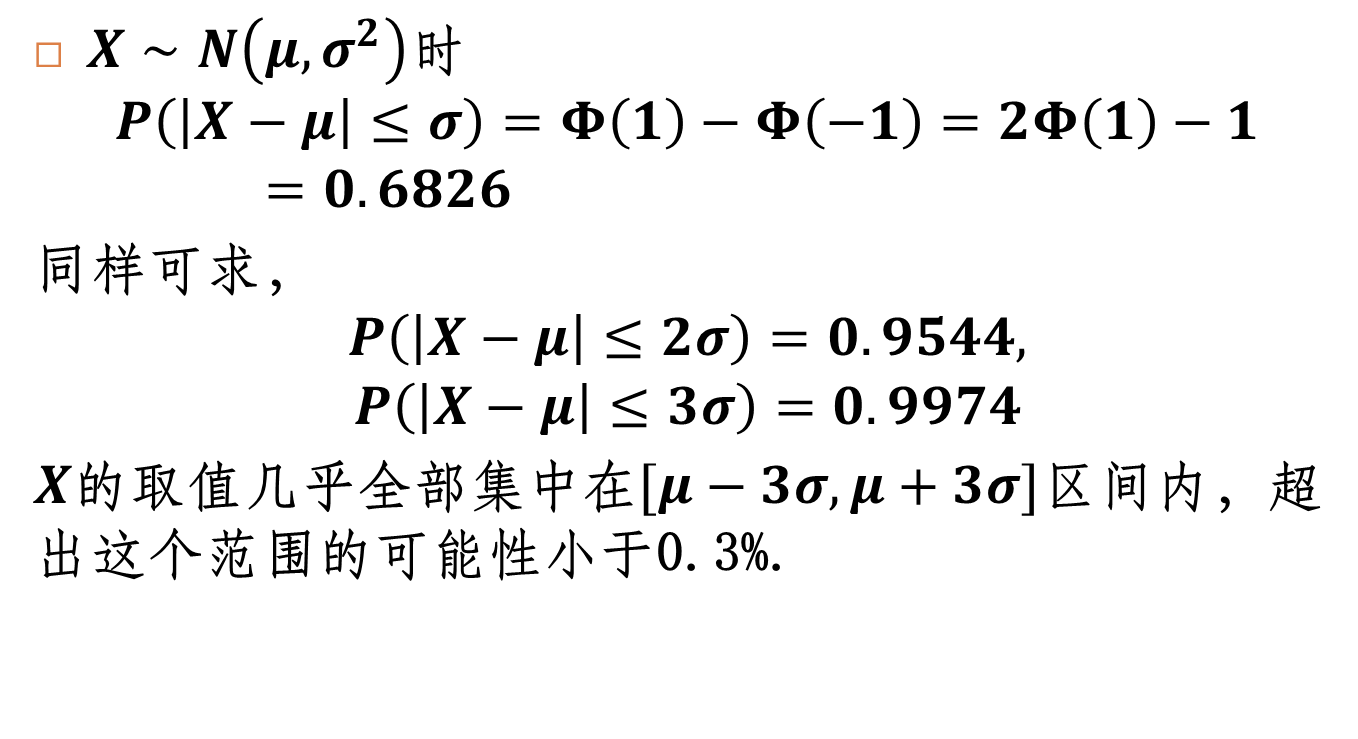 X ~ N(μ, σ²)时
P(|X − μ| ≤ σ) = Φ(1) − Φ(−1) = 2Φ(1) − 1
= 0.6826
同样可求，
P(|X − μ| ≤ 2σ) = 0.9544,
P(|X − μ| ≤ 3σ) = 0.9974
X的取值几乎全部集中在[μ − 3σ, μ + 3σ]区间内，超
出这个范围的可能性小于0.3%.